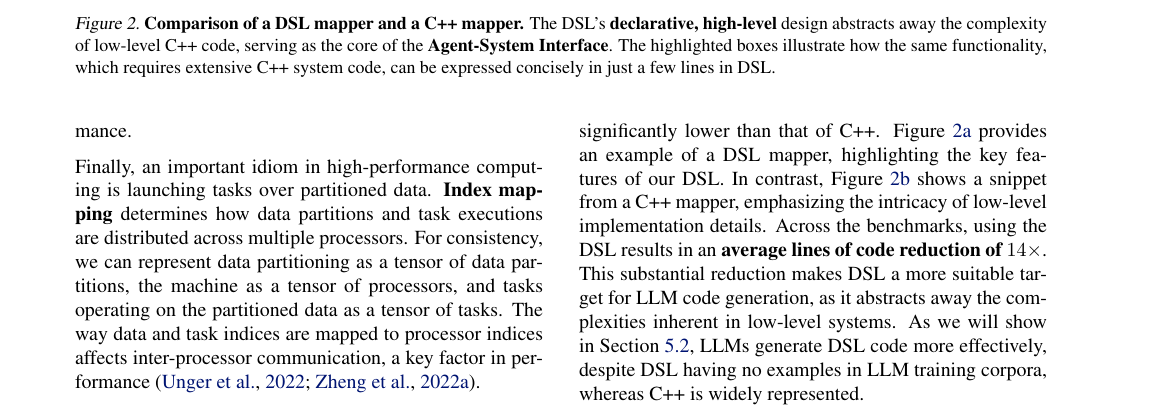 Figure 2. Comparison of a DSL mapper and a C++ mapper. The DSL's declarative, high-level design abstracts away the complexity
of low-level C++ code, serving as the core of the Agent-System Interface. The highlighted boxes illustrate how the same functionality,
which requires extensive C++ system code, can be expressed concisely in just a few lines in DSL.
mance.
Finally, an important idiom in high-performance comput-
ing is launching tasks over partitioned data. Index map-
ping determines how data partitions and task executions
are distributed across multiple processors. For consistency,
we can represent data partitioning as a tensor of data par-
titions, the machine as a tensor of processors, and tasks
operating on the partitioned data as a tensor of tasks. The
way data and task indices are mapped to processor indices
affects inter-processor communication, a key factor in per-
formance (Unger et al., 2022; Zheng et al., 2022a).
significantly lower than that of C++. Figure 2a provides
an example of a DSL mapper, highlighting the key fea-
tures of our DSL. In contrast, Figure 2b shows a snippet
from a C++ mapper, emphasizing the intricacy of low-level
implementation details. Across the benchmarks, using the
DSL results in an average lines of code reduction of 14×.
This substantial reduction makes DSL a more suitable tar-
get for LLM code generation, as it abstracts away the com-
plexities inherent in low-level systems. As we will show
in Section 5.2, LLMs generate DSL code more effectively,
despite DSL having no examples in LLM training corpora,
whereas C++ is widely represented.